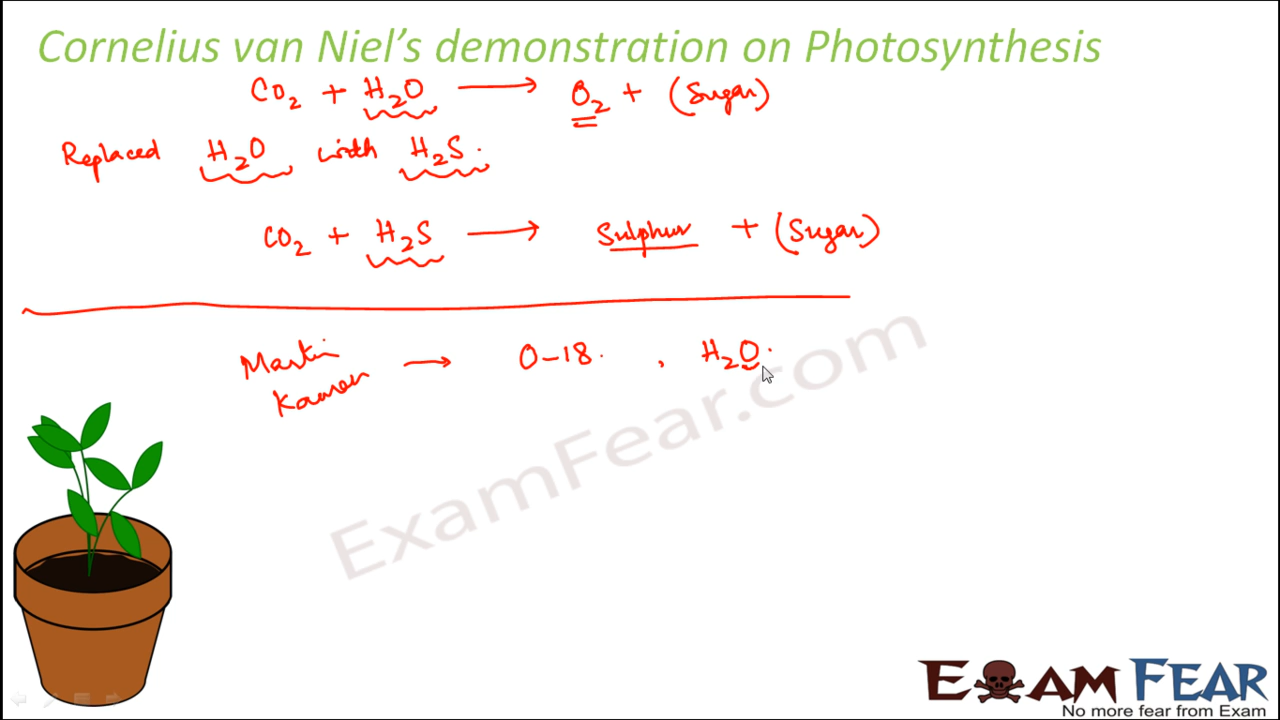 Cornelius van Niel's demonstration on Photosynthesis
CO2 + H2O → O2 + (Sugar)
Replaced H2O with H2S.
CO2 + H2S → Sulphur + (Sugar)
Martin → O-18. , H2O.
Kamen
ExamFear.com
EXAM FEAR
No more fear from Exam